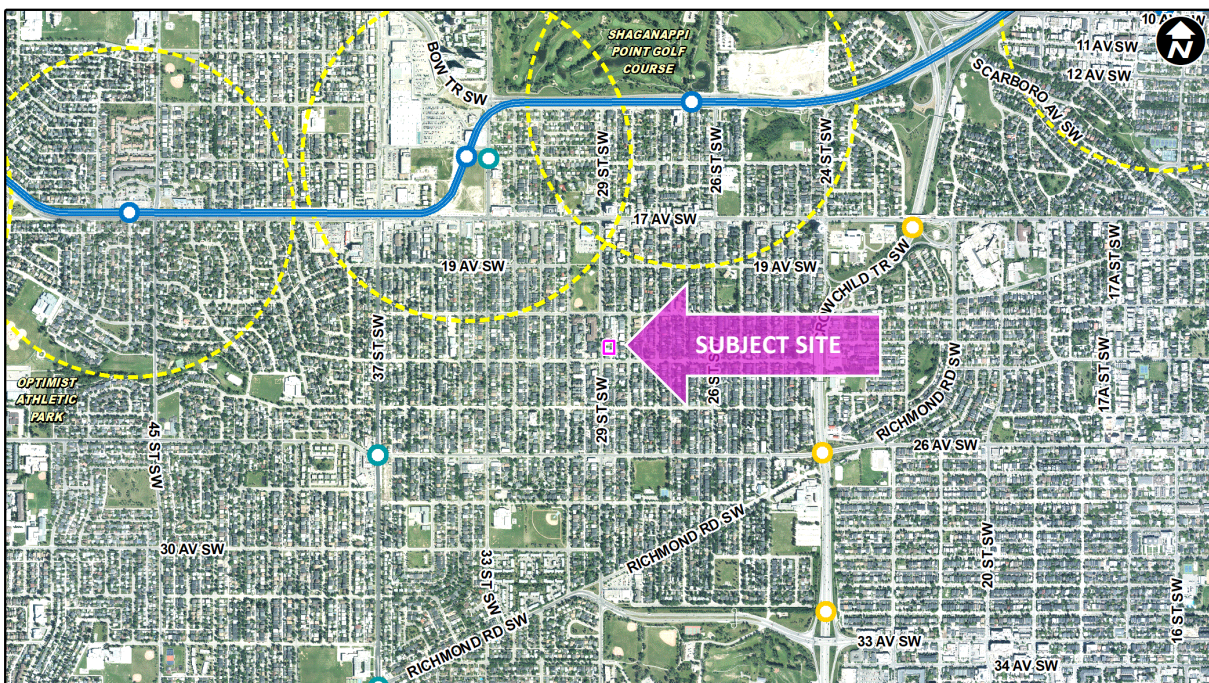 10 AV SW
N
11 AV SW
12 AV SW
SCARBORO AV SW
BOW TR SW
SHAGANAPPI
POINT GOLF
COURSE
29 ST SW
26 ST SW
24 ST SW
17 AV SW
19 AV SW
19 AV SW
CROWCHILD TR SW
17A ST SW
37 ST SW
SUBJECT SITE
26 ST SW
29 ST SW
RICHMOND RD SW
17A ST SW
OPTIMIST
ATHLETIC
PARK
45 ST SW
26 AV SW
30 AV SW
33 ST SW
RICHMOND RD SW
20 ST SW
16 ST SW
RICHMOND RD SW
33 AV SW
34 AV SW